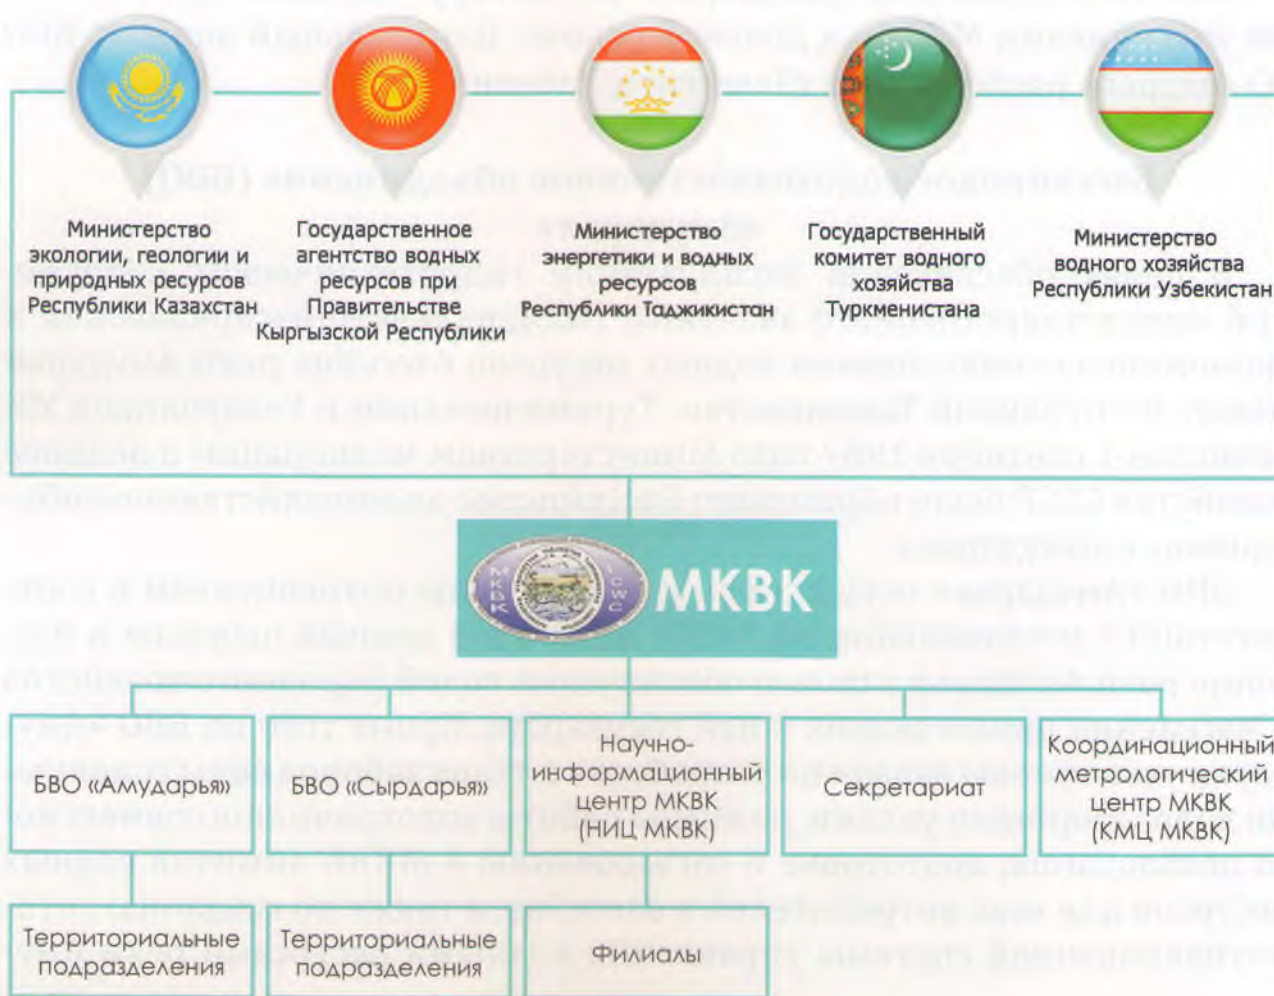 Министерство
экологии, геологии и
природных ресурсов
Республики Казахстан
Государственное
агентство водных
ресурсов при
Правительстве
Кыргызской Республики
Министерство
энергетики и водных
ресурсов
Республики Таджикистан
Государственный
комитет водного
хозяйства
Туркменистана
Министерство
водного хозяйства
Республики Узбекистан
МКВК
ICWC
МКВК
БВО «Амударья»
БВО «Сырдарья»
Научно-
информационный
центр МКВК
(НИЦ МКВК)
Секретариат
Координационный
метрологический
центр МКВК
(КМЦ МКВК)
Территориальные
подразделения
Территориальные
подразделения
Филиалы